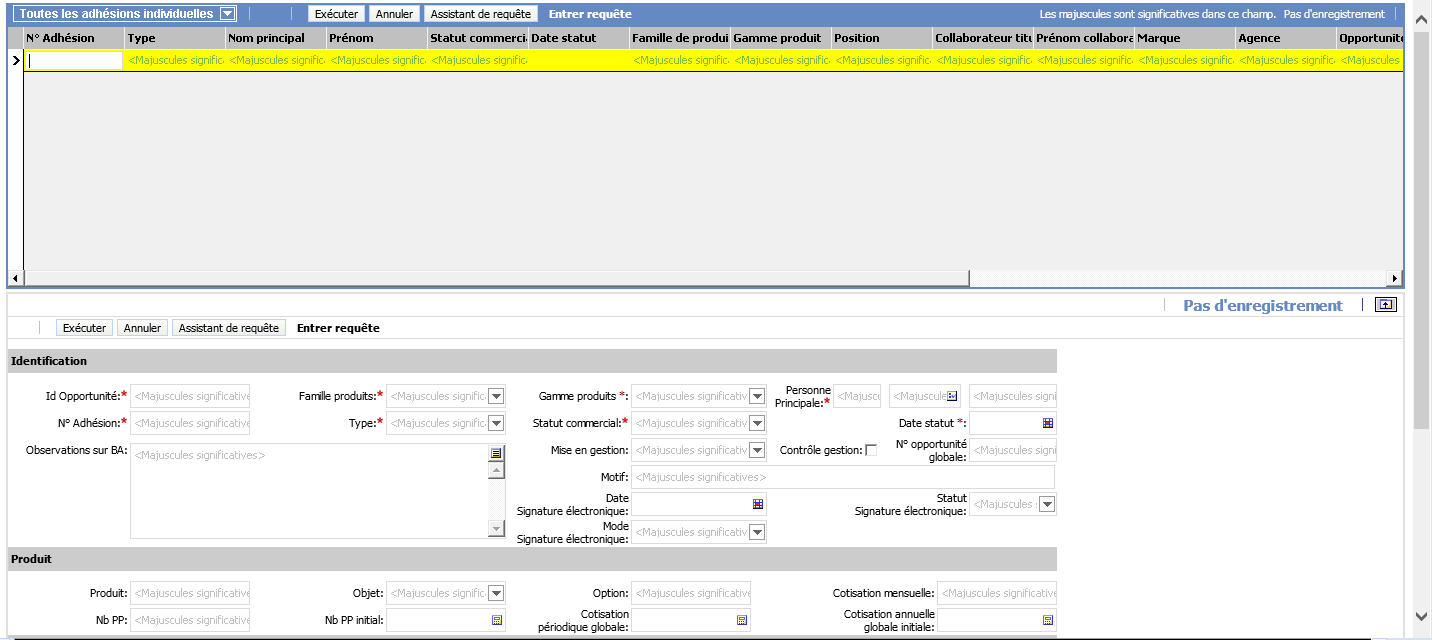 Toutes les adhésions individuelles Exécuter Annuler Assistant de requête Entrer requête Les majuscules sont significatives dans ce champ. Pas d'enregistrement
N° Adhésion Type Nom principal Prénom Statut commerci Date statut Famille de produi Gamme produit Position Collaborateur titu Prénom collabora Marque Agence Opportunité
<Majuscules signific <Majuscules signific <Majuscules signific <Majuscules signific <Majuscules signific <Majuscules signific <Majuscules signific <Majuscules signific <Majuscules signific <Majuscules signific <Majuscules signific <Majuscules
Pas d'enregistrement
Exécuter Annuler Assistant de requête Entrer requête
Identification
Id Opportunité:* <Majuscules significative Famille produits:* <Majuscules signific Gamme produits *: <Majuscules significativ Personne Principale:* <Majuscu <Majuscule <Majuscules signi
N° Adhésion:* <Majuscules significative Type:* <Majuscules signific Statut commercial:* <Majuscules significativ Date statut *:
Observations sur BA: <Majuscules significatives> Mise en gestion: <Majuscules significativ Contrôle gestion: N° opportunité globale: <Majuscules signi
Motif: <Majuscules significatives>
Date Signature électronique: Statut Signature électronique: <Majuscules
Mode Signature électronique: <Majuscules significativ
Produit
Produit: <Majuscules significative Objet: <Majuscules signific Option: <Majuscules significative Cotisation mensuelle: <Majuscules significative
Nb PP: <Majuscules significative Nb PP initial: Cotisation périodique globale: Cotisation annuelle globale initiale: